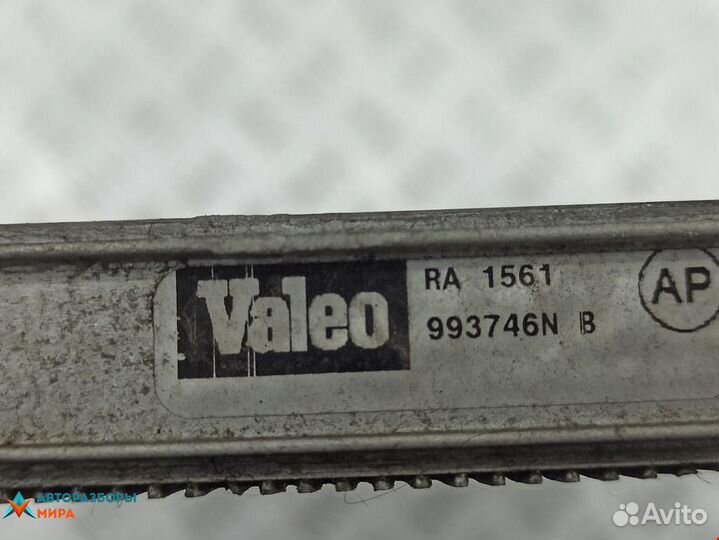 Valeo
RA 1561
993746N B
AP
АВТОРАЗБОРЫ
МИРА
Avito